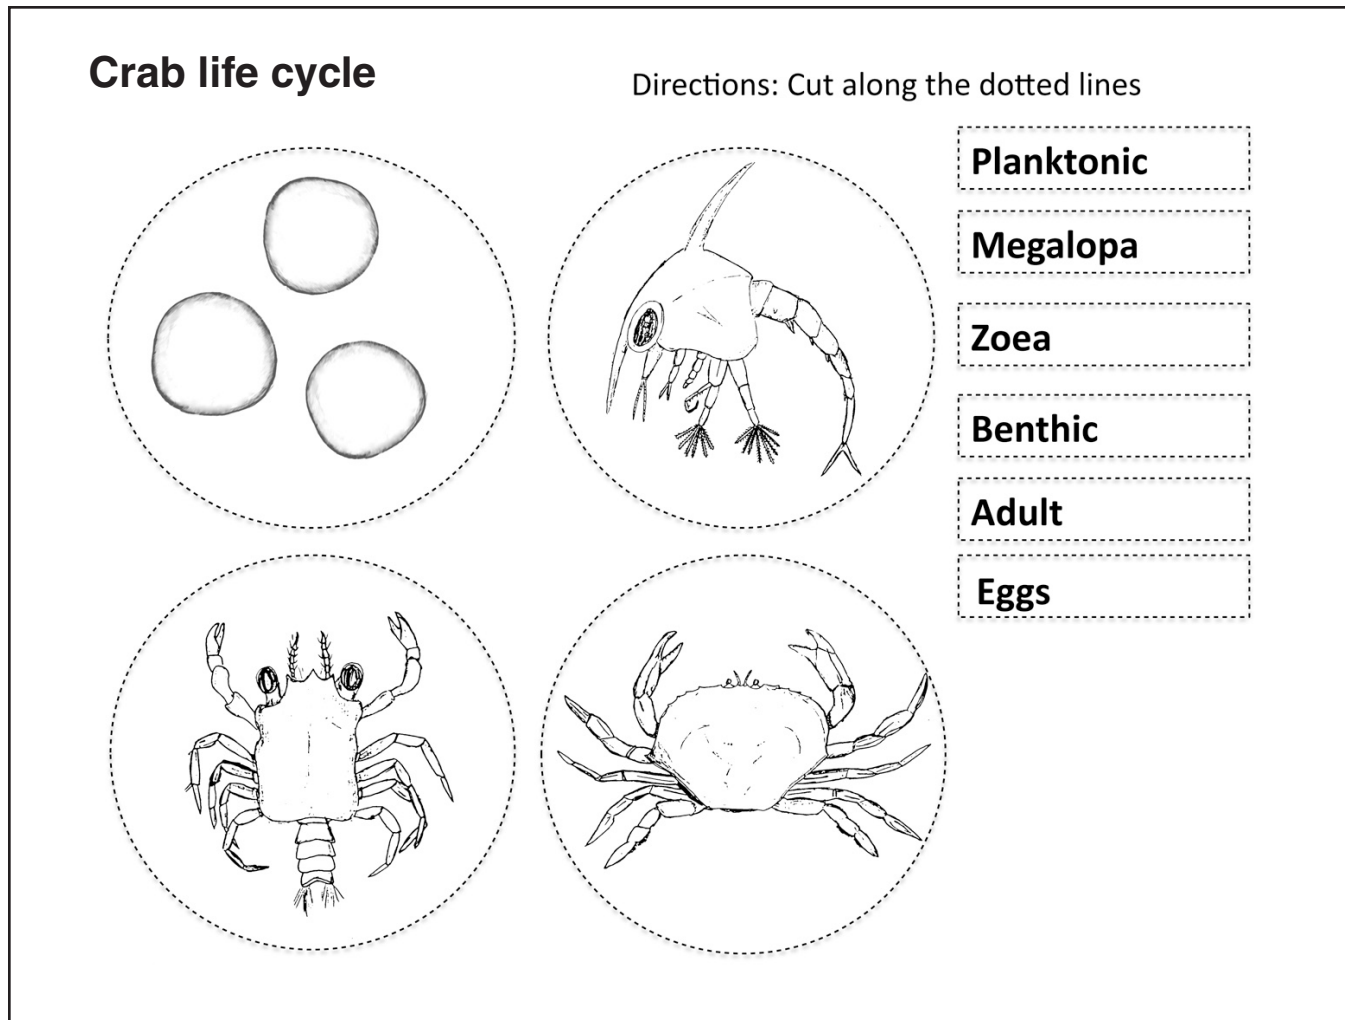 Crab life cycle
Directions: Cut along the dotted lines
Planktonic
Megalopa
Zoea
Benthic
Adult
Eggs